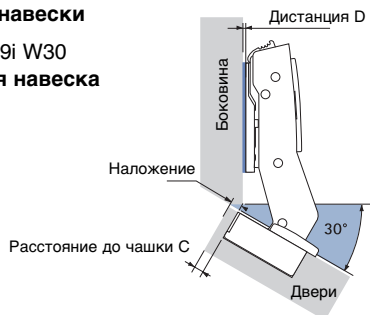 навески
9i W30
я навеска
Дистанция D
Боковина
Наложение
30°
Расстояние до чашки C
Двери